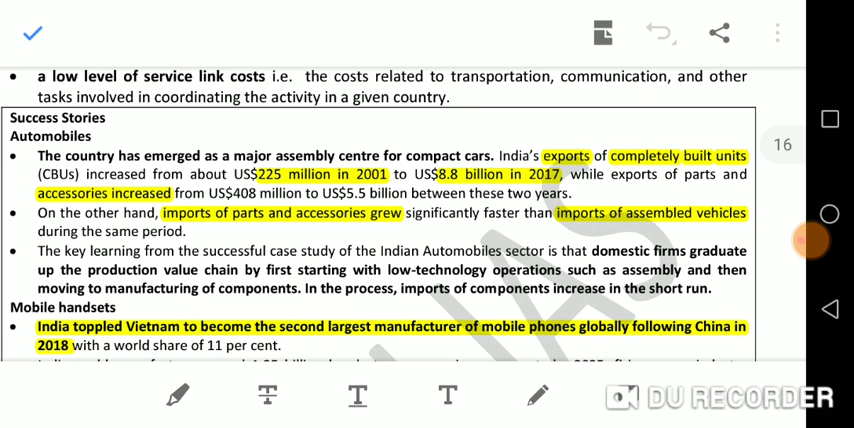 • a low level of service link costs i.e. the costs related to transportation, communication, and other
tasks involved in coordinating the activity in a given country.
Success Stories
Automobiles
• The country has emerged as a major assembly centre for compact cars. India's exports of completely built units
(CBUs) increased from about US$225 million in 2001 to US$8.8 billion in 2017, while exports of parts and
accessories increased from US$408 million to US$5.5 billion between these two years.
• On the other hand, imports of parts and accessories grew significantly faster than imports of assembled vehicles
during the same period.
• The key learning from the successful case study of the Indian Automobiles sector is that domestic firms graduate
up the production value chain by first starting with low-technology operations such as assembly and then
moving to manufacturing of components. In the process, imports of components increase in the short run.
Mobile handsets
• India toppled Vietnam to become the second largest manufacturer of mobile phones globally following China in
2018 with a world share of 11 per cent.
16
IAS
T
T
T
DU RECORDER